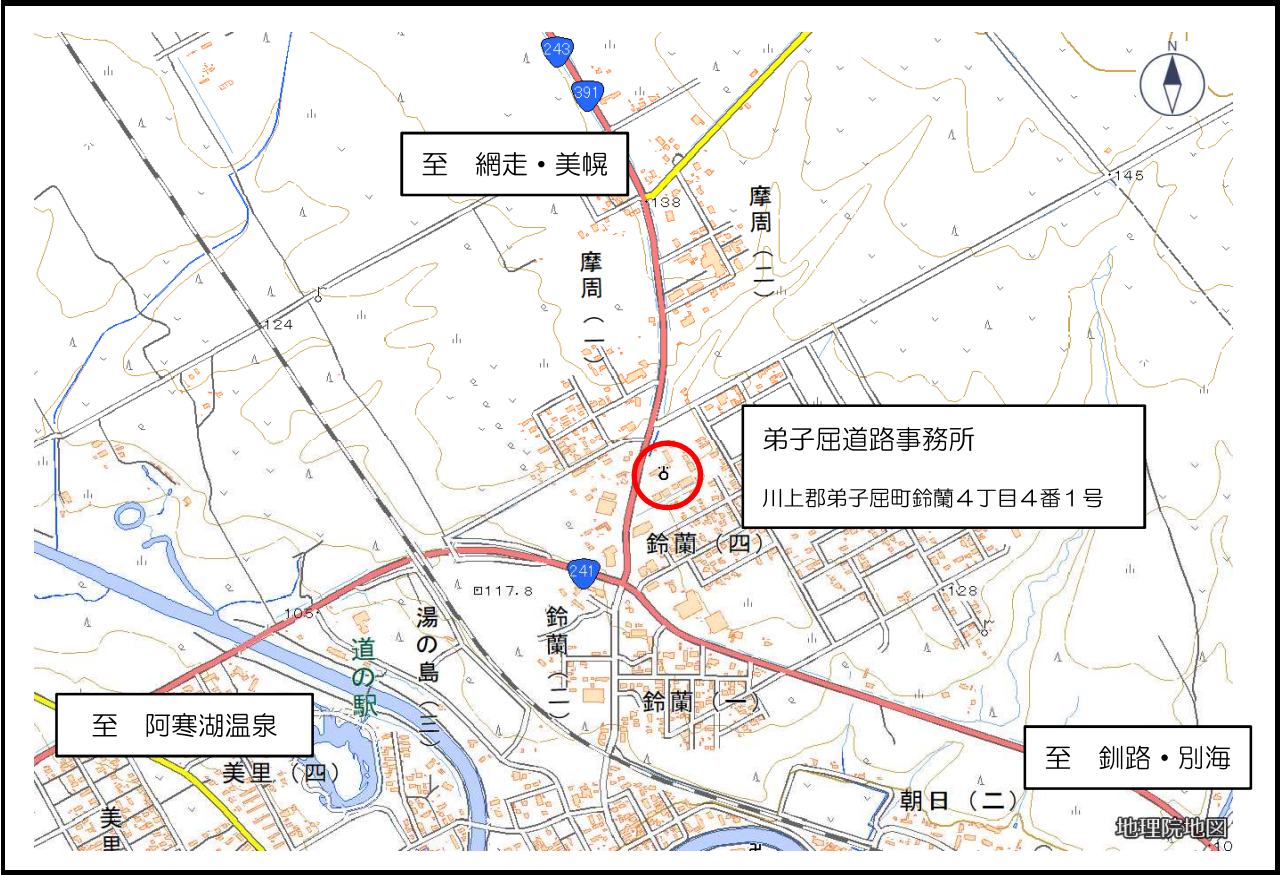 243
N
391
至　網走・美幌
145
138
摩周（二）
摩周（一）
124
弟子屈道路事務所
川上郡弟子屈町鈴蘭４丁目４番１号
鈴蘭（四）
241
117.8
128
105
湯の島（三）
鈴蘭（二）
道の駅
鈴蘭（一）
至　阿寒湖温泉
至　釧路・別海
美里（四）
朝日（二）
美里
地理院地図